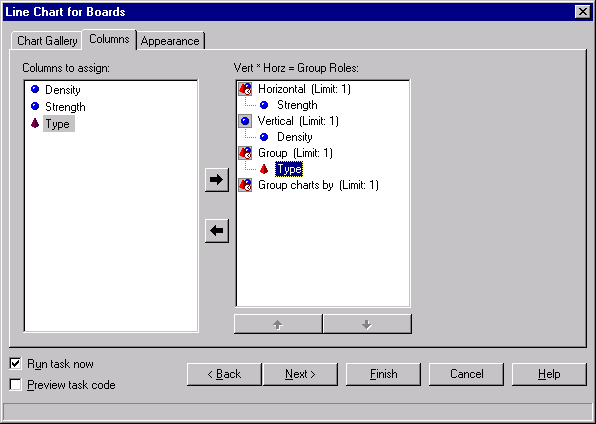 Line Chart for Boards
Chart Gallery Columns Appearance
Columns to assign:
Density
Strength
Type
Vert * Horz = Group Roles:
Horizontal (Limit: 1)
Strength
Vertical (Limit: 1)
Density
Group (Limit: 1)
Type
Group charts by (Limit: 1)
Run task now
Preview task code
< Back Next > Finish Cancel Help